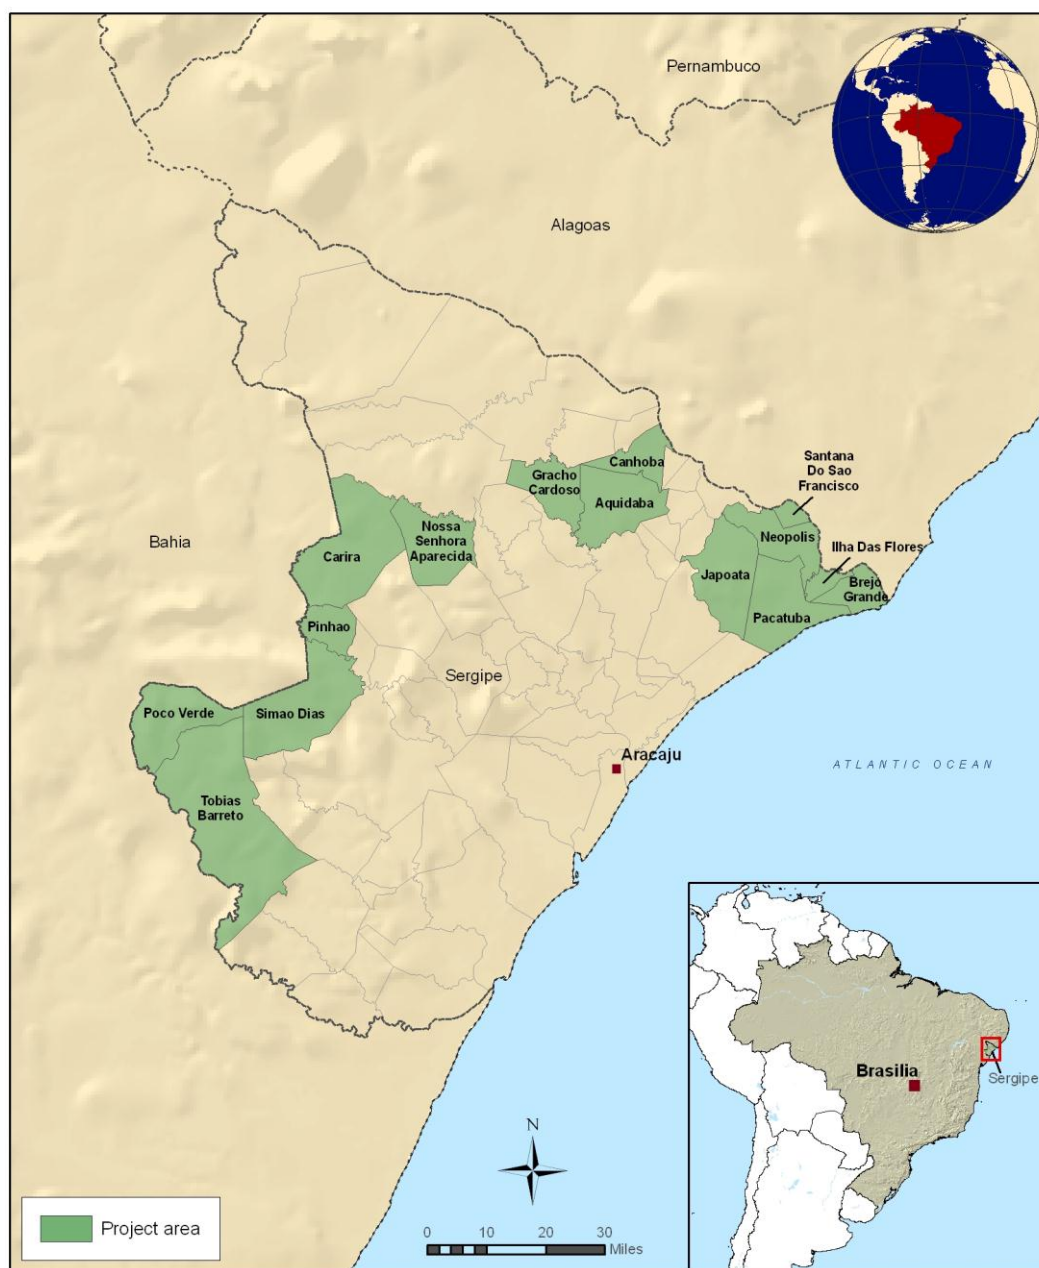 Pernambuco
Alagoas
Bahia
Sergipe
Santana
Do Sao
Francisco
Canhoba
Gracho
Cardoso
Aquidaba
Neopolis
Ilha Das Flores
Brejo
Grande
Japoata
Pacatuba
Nossa
Senhora
Aparecida
Carira
Pinhao
Poco Verde
Simao Dias
Tobias
Barreto
Aracaju
ATLANTIC OCEAN
Brasilia
Sergipe
N
0 10 20 30
Miles
Project area